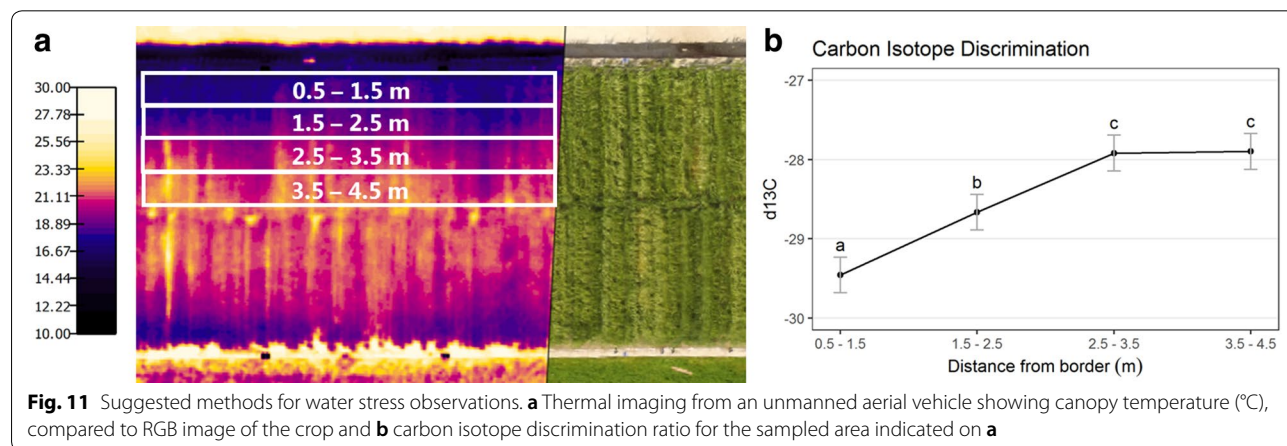 a
30.00
27.78
25.56
23.33
21.11
18.89
16.67
14.44
12.22
10.00
0.5 – 1.5 m
1.5 – 2.5 m
2.5 – 3.5 m
3.5 – 4.5 m
b
Carbon Isotope Discrimination
d13C
-27
-28
-29
-30
a
b
c
c
0.5 - 1.5
1.5 - 2.5
2.5 - 3.5
3.5 - 4.5
Distance from border (m)
Fig. 11 Suggested methods for water stress observations. a Thermal imaging from an unmanned aerial vehicle showing canopy temperature (°C),
compared to RGB image of the crop and b carbon isotope discrimination ratio for the sampled area indicated on a